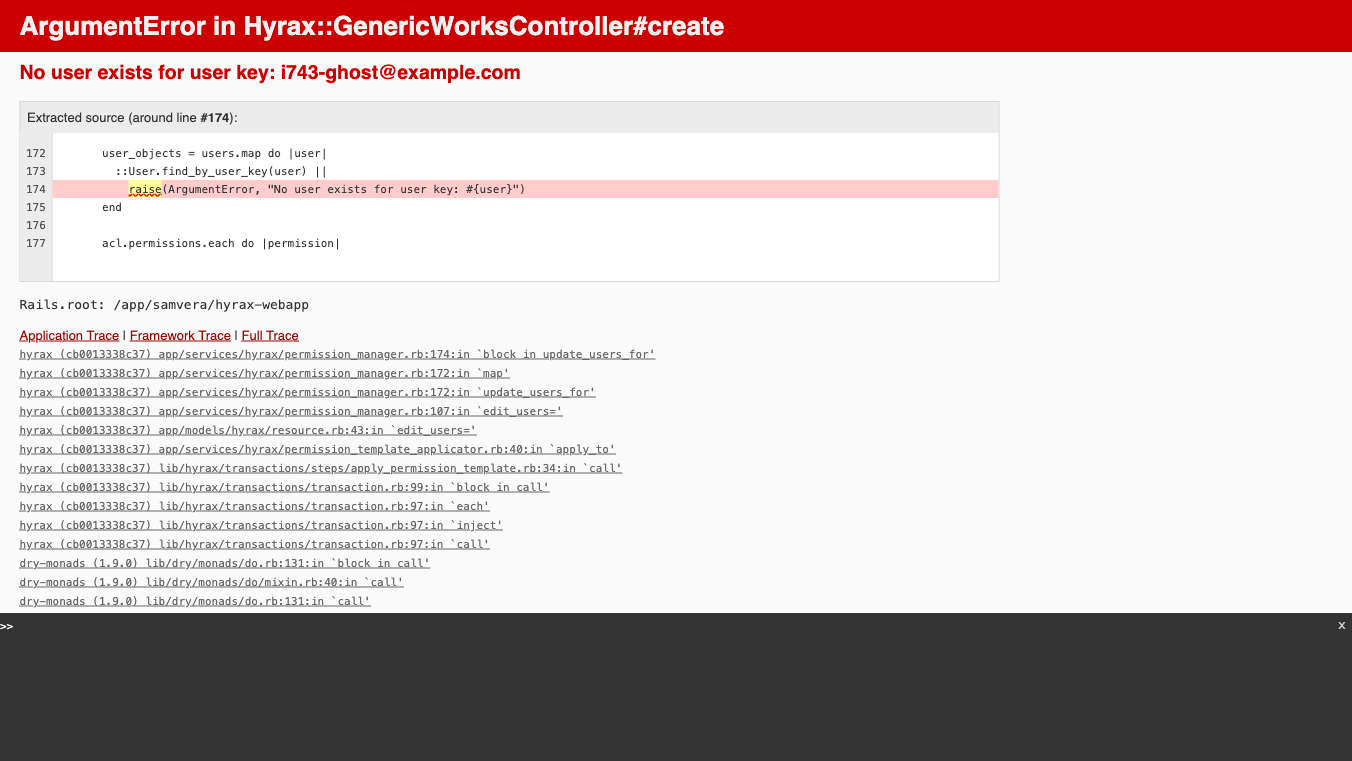 ArgumentError in Hyrax::GenericWorksController#create
No user exists for user key: i743-ghost@example.com
Extracted source (around line #174):
172 user_objects = users.map do |user|
173 ::User.find_by_user_key(user) ||
174 raise(ArgumentError, "No user exists for user key: #{user}")
175 end
176
177 acl.permissions.each do |permission|
Rails.root: /app/samvera/hyrax-webapp
Application Trace | Framework Trace | Full Trace
hyrax (cb0013338c37) app/services/hyrax/permission_manager.rb:174:in `block in update_users_for'
hyrax (cb0013338c37) app/services/hyrax/permission_manager.rb:172:in `map'
hyrax (cb0013338c37) app/services/hyrax/permission_manager.rb:172:in `update_users_for'
hyrax (cb0013338c37) app/services/hyrax/permission_manager.rb:107:in `edit_users='
hyrax (cb0013338c37) app/models/hyrax/resource.rb:43:in `edit_users='
hyrax (cb0013338c37) app/services/hyrax/permission_template_applicator.rb:40:in `apply_to'
hyrax (cb0013338c37) lib/hyrax/transactions/steps/apply_permission_template.rb:34:in `call'
hyrax (cb0013338c37) lib/hyrax/transactions/transaction.rb:99:in `block in call'
hyrax (cb0013338c37) lib/hyrax/transactions/transaction.rb:97:in `each'
hyrax (cb0013338c37) lib/hyrax/transactions/transaction.rb:97:in `inject'
hyrax (cb0013338c37) lib/hyrax/transactions/transaction.rb:97:in `call'
dry-monads (1.9.0) lib/dry/monads/do.rb:131:in `block in call'
dry-monads (1.9.0) lib/dry/monads/do/mixin.rb:40:in `call'
dry-monads (1.9.0) lib/dry/monads/do.rb:131:in `call'
>> x